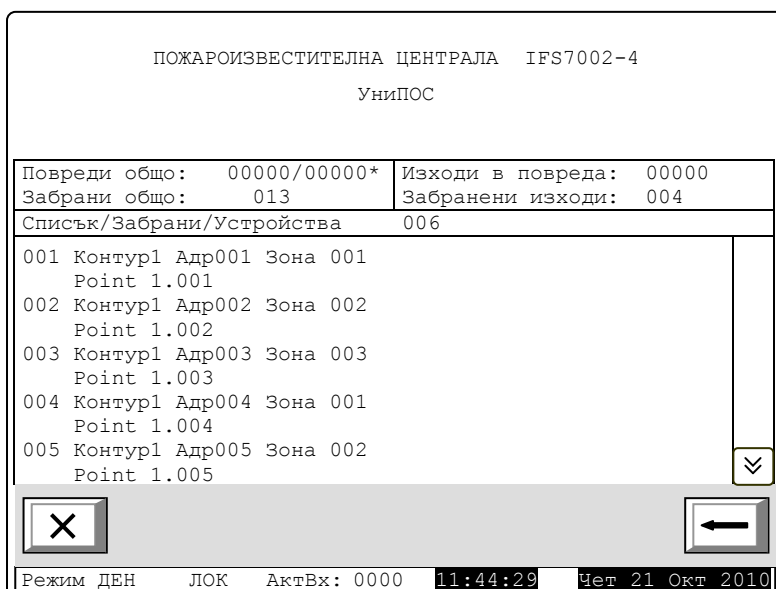 ПОЖАРОИЗВЕСТИТЕЛНА ЦЕНТРАЛА IFS7002-4
УниПОС
Повреди общо: 00000/00000* Изходи в повреда: 00000
Забрани общо: 013 Забранени изходи: 004
Списък/Забрани/Устройства 006
001 Контур1 Адр001 Зона 001
Point 1.001
002 Контур1 Адр002 Зона 002
Point 1.002
003 Контур1 Адр003 Зона 003
Point 1.003
004 Контур1 Адр004 Зона 001
Point 1.004
005 Контур1 Адр005 Зона 002
Point 1.005
Режим ДЕН ЛОК АктВх: 0000 11:44:29 Чет 21 Окт 2010